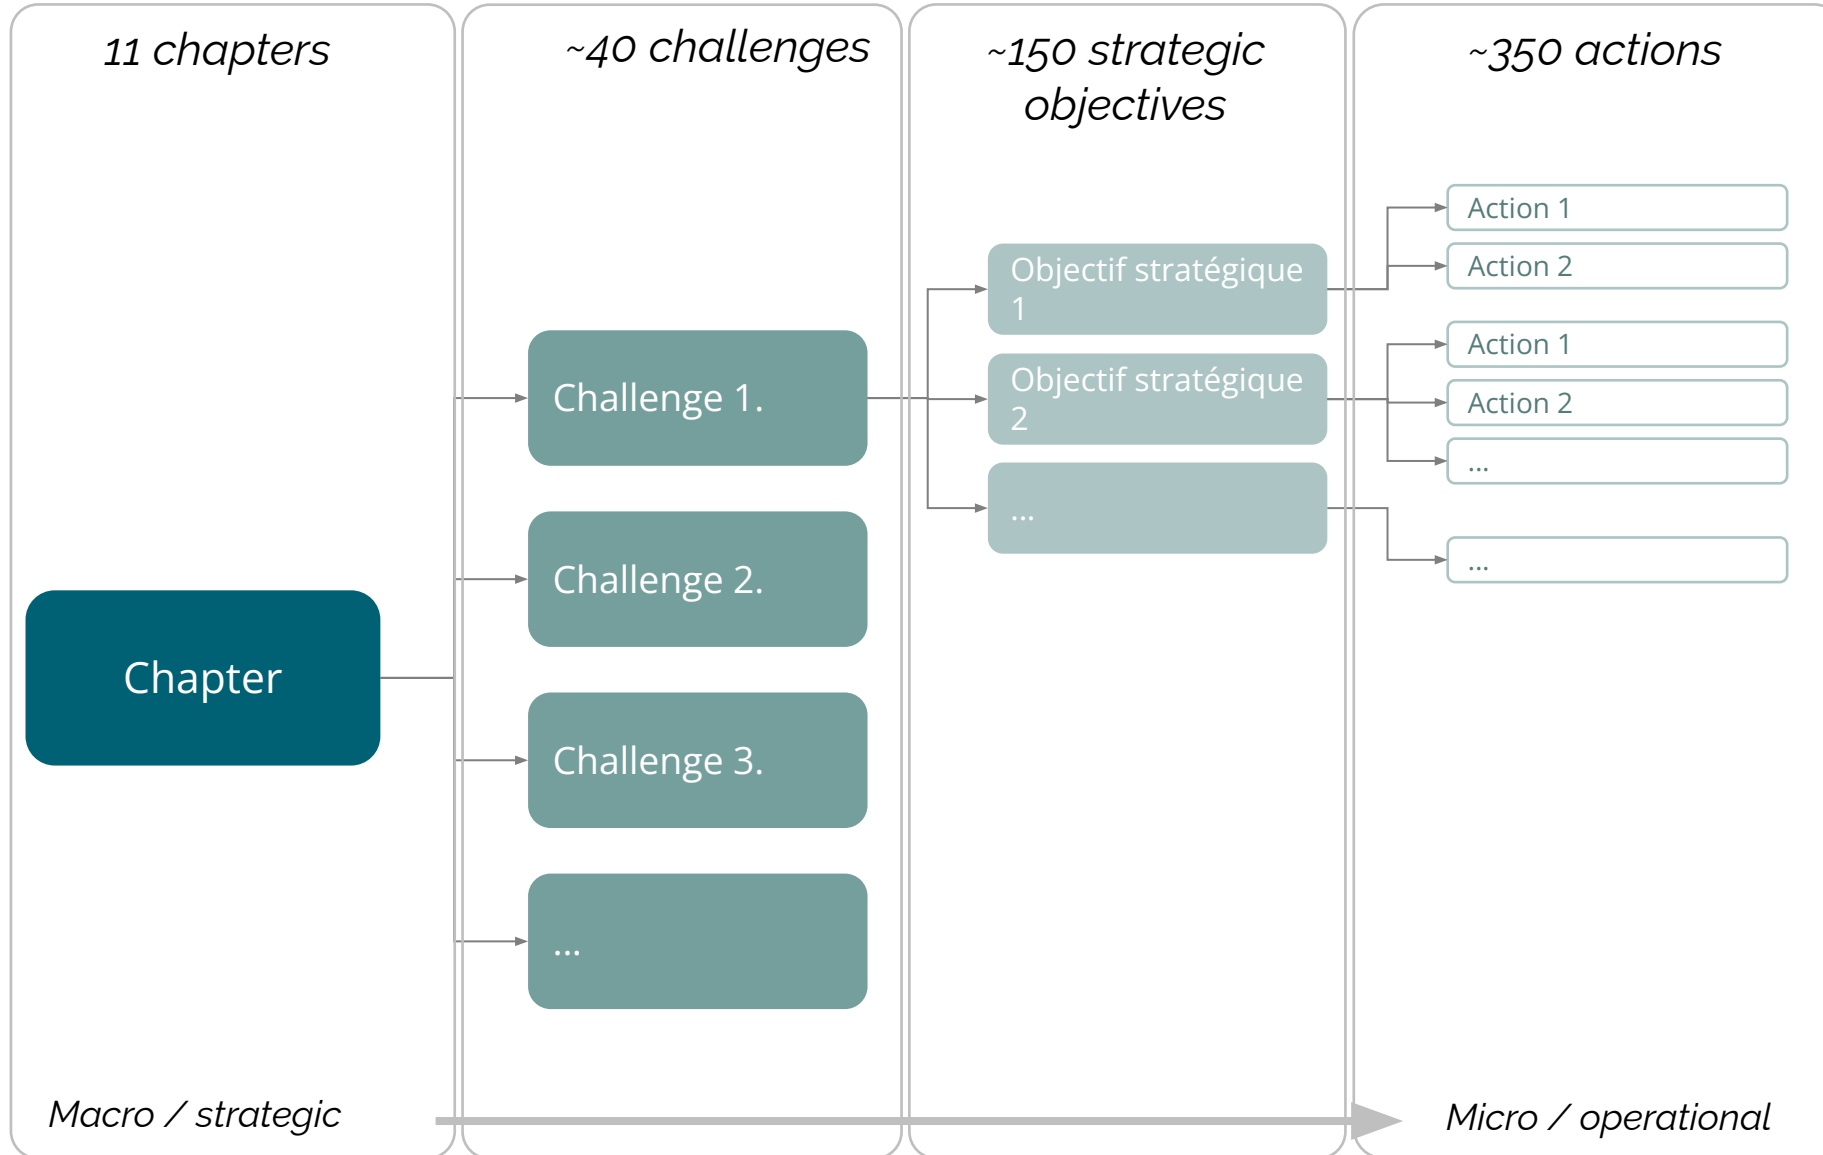 11 chapters
~40 challenges
~150 strategic
objectives
~350 actions
Chapter
Challenge 1.
Challenge 2.
Challenge 3.
...
Objectif stratégique
1
Objectif stratégique
2
...
Action 1
Action 2
Action 1
Action 2
...
...
Macro / strategic
Micro / operational